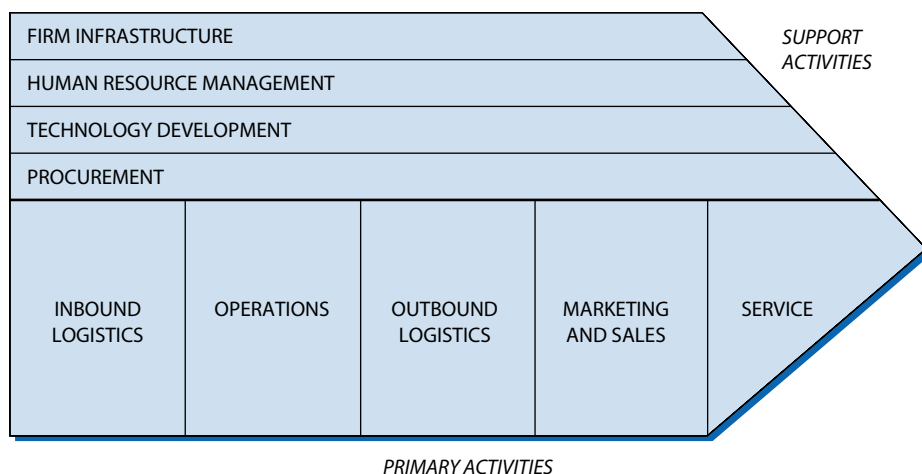 FIRM INFRASTRUCTURE
SUPPORT
ACTIVITIES
HUMAN RESOURCE MANAGEMENT
TECHNOLOGY DEVELOPMENT
PROCUREMENT
INBOUND
LOGISTICS
OPERATIONS
OUTBOUND
LOGISTICS
MARKETING
AND SALES
SERVICE
PRIMARY ACTIVITIES